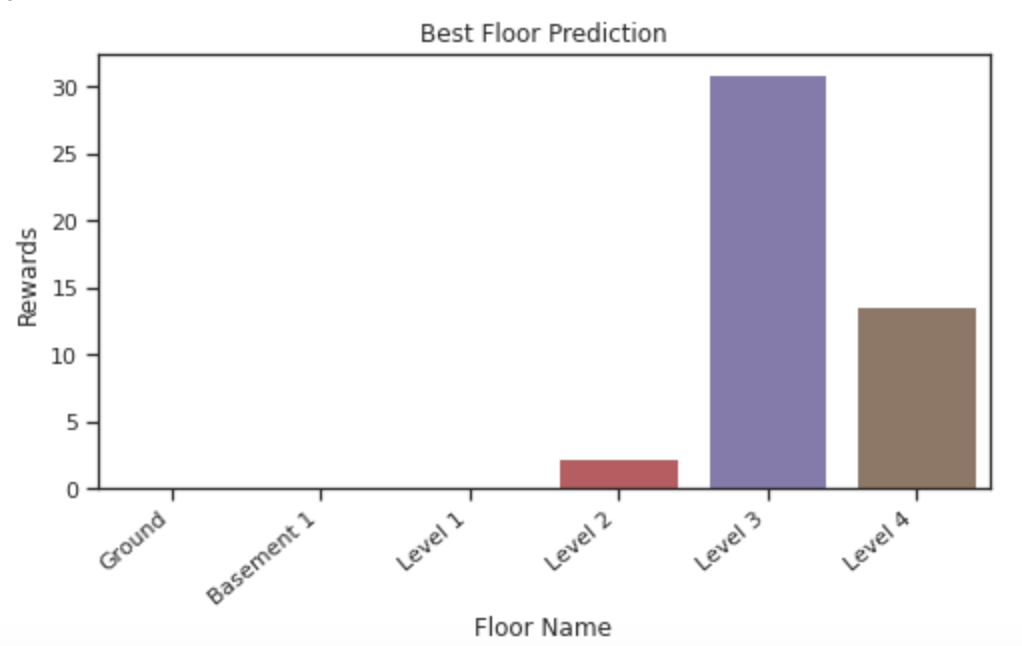 Best Floor Prediction
Rewards
30
25
20
15
10
5
0
Ground
Basement 1
Level 1
Level 2
Level 3
Level 4
Floor Name